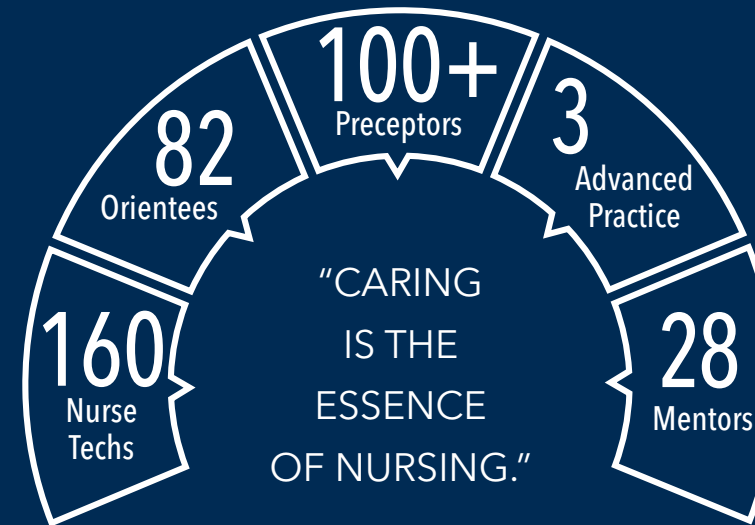 160
Nurse
Techs
82
Orientees
100+
Preceptors
3
Advanced
Practice
28
Mentors
“CARING
IS THE
ESSENCE
OF NURSING.”